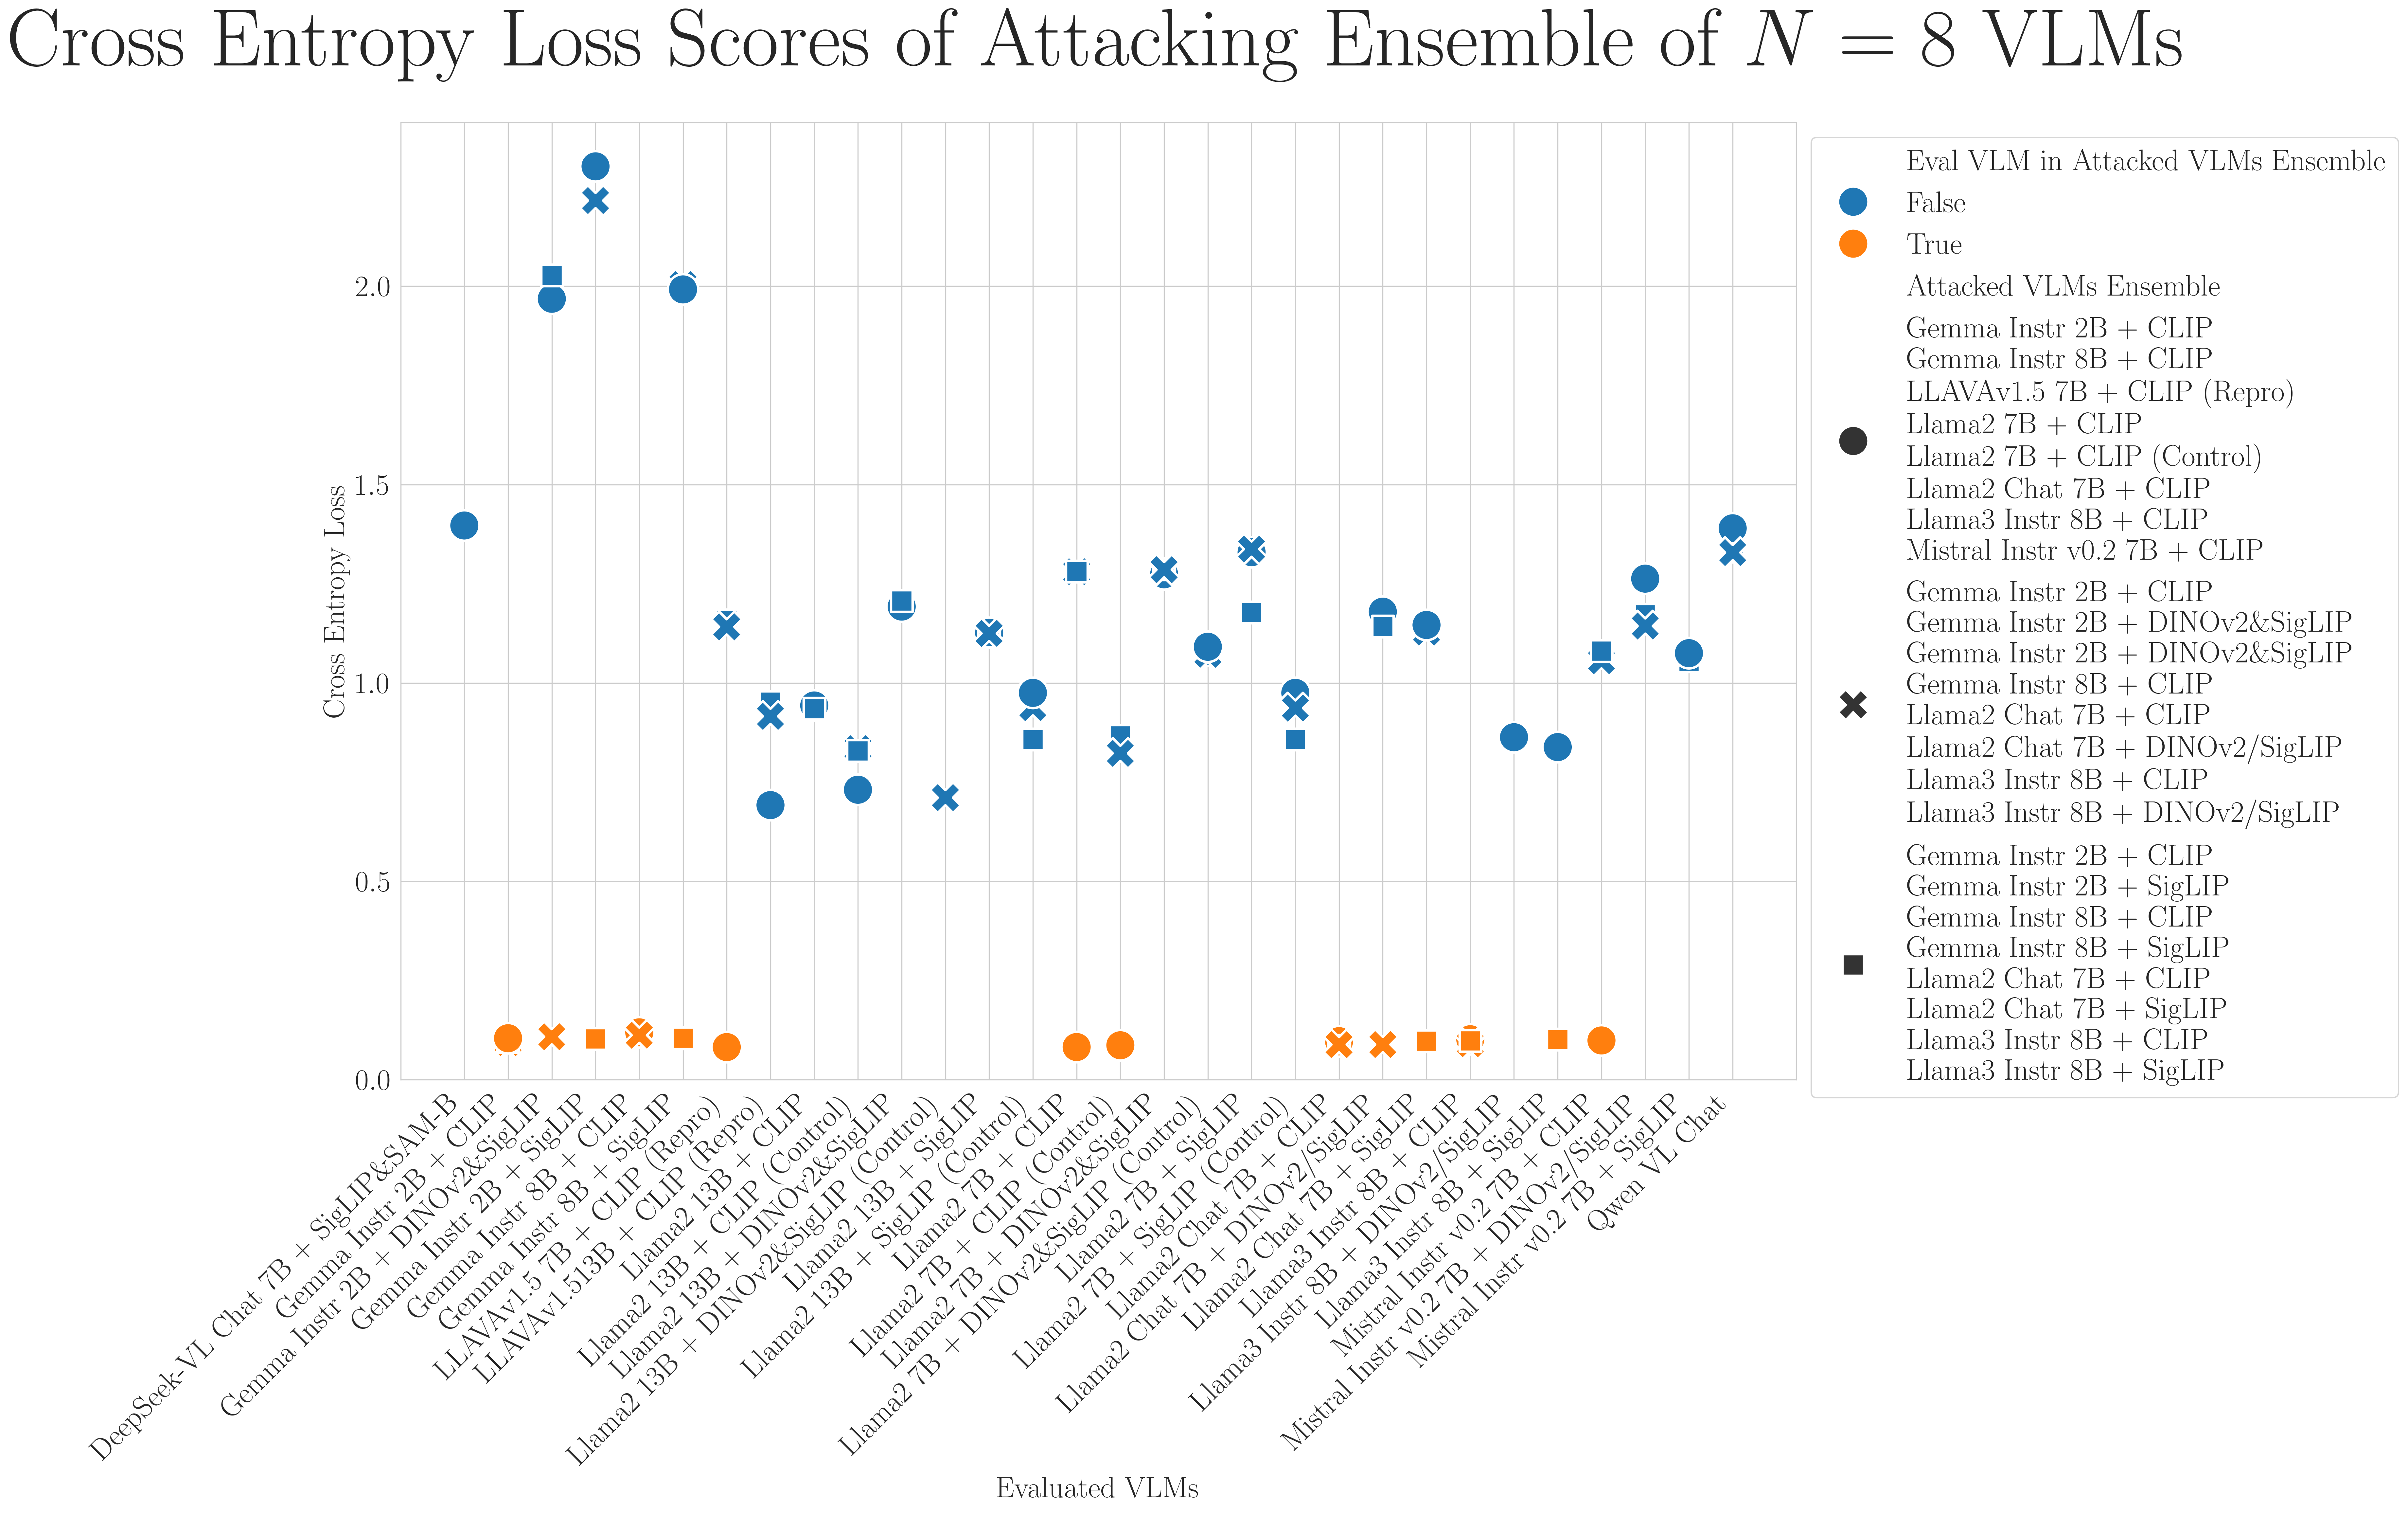 Cross Entropy Loss Scores of Attacking Ensemble of N = 8 VLMs
Cross Entropy Loss
2.0
1.5
1.0
0.5
0.0
DeepSeek-VL Chat 7B + SigLIP&SAM-B
Gemma Instr 2B + CLIP
Gemma Instr 2B + DINOv2&SigLIP
Gemma Instr 2B + SigLIP
Gemma Instr 8B + CLIP
Gemma Instr 8B + SigLIP
LLAVAv1.5 7B + CLIP (Repro)
LLAVAv1.513B + CLIP (Repro)
Llama2 13B + CLIP
Llama2 13B + CLIP (Control)
Llama2 13B + DINOv2&SigLIP
Llama2 13B + DINOv2&SigLIP (Control)
Llama2 13B + SigLIP
Llama2 13B + SigLIP (Control)
Llama2 7B + CLIP
Llama2 7B + CLIP (Control)
Llama2 7B + DINOv2&SigLIP
Llama2 7B + DINOv2&SigLIP (Control)
Llama2 7B + SigLIP
Llama2 7B + SigLIP (Control)
Llama2 Chat 7B + CLIP
Llama2 Chat 7B + DINOv2/SigLIP
Llama2 Chat 7B + SigLIP
Llama3 Instr 8B + CLIP
Llama3 Instr 8B + DINOv2/SigLIP
Llama3 Instr 8B + SigLIP
Mistral Instr v0.2 7B + CLIP
Mistral Instr v0.2 7B + DINOv2/SigLIP
Mistral Instr v0.2 7B + SigLIP
Qwen VL Chat
Evaluated VLMs
Eval VLM in Attacked VLMs Ensemble
False
True
Attacked VLMs Ensemble
Gemma Instr 2B + CLIP
Gemma Instr 8B + CLIP
LLAVAv1.5 7B + CLIP (Repro)
Llama2 7B + CLIP
Llama2 7B + CLIP (Control)
Llama2 Chat 7B + CLIP
Llama3 Instr 8B + CLIP
Mistral Instr v0.2 7B + CLIP
Gemma Instr 2B + CLIP
Gemma Instr 2B + DINOv2&SigLIP
Gemma Instr 2B + DINOv2&SigLIP
Gemma Instr 8B + CLIP
Llama2 Chat 7B + CLIP
Llama2 Chat 7B + DINOv2/SigLIP
Llama3 Instr 8B + CLIP
Llama3 Instr 8B + DINOv2/SigLIP
Gemma Instr 2B + CLIP
Gemma Instr 2B + SigLIP
Gemma Instr 8B + CLIP
Gemma Instr 8B + SigLIP
Llama2 Chat 7B + CLIP
Llama2 Chat 7B + SigLIP
Llama3 Instr 8B + CLIP
Llama3 Instr 8B + SigLIP